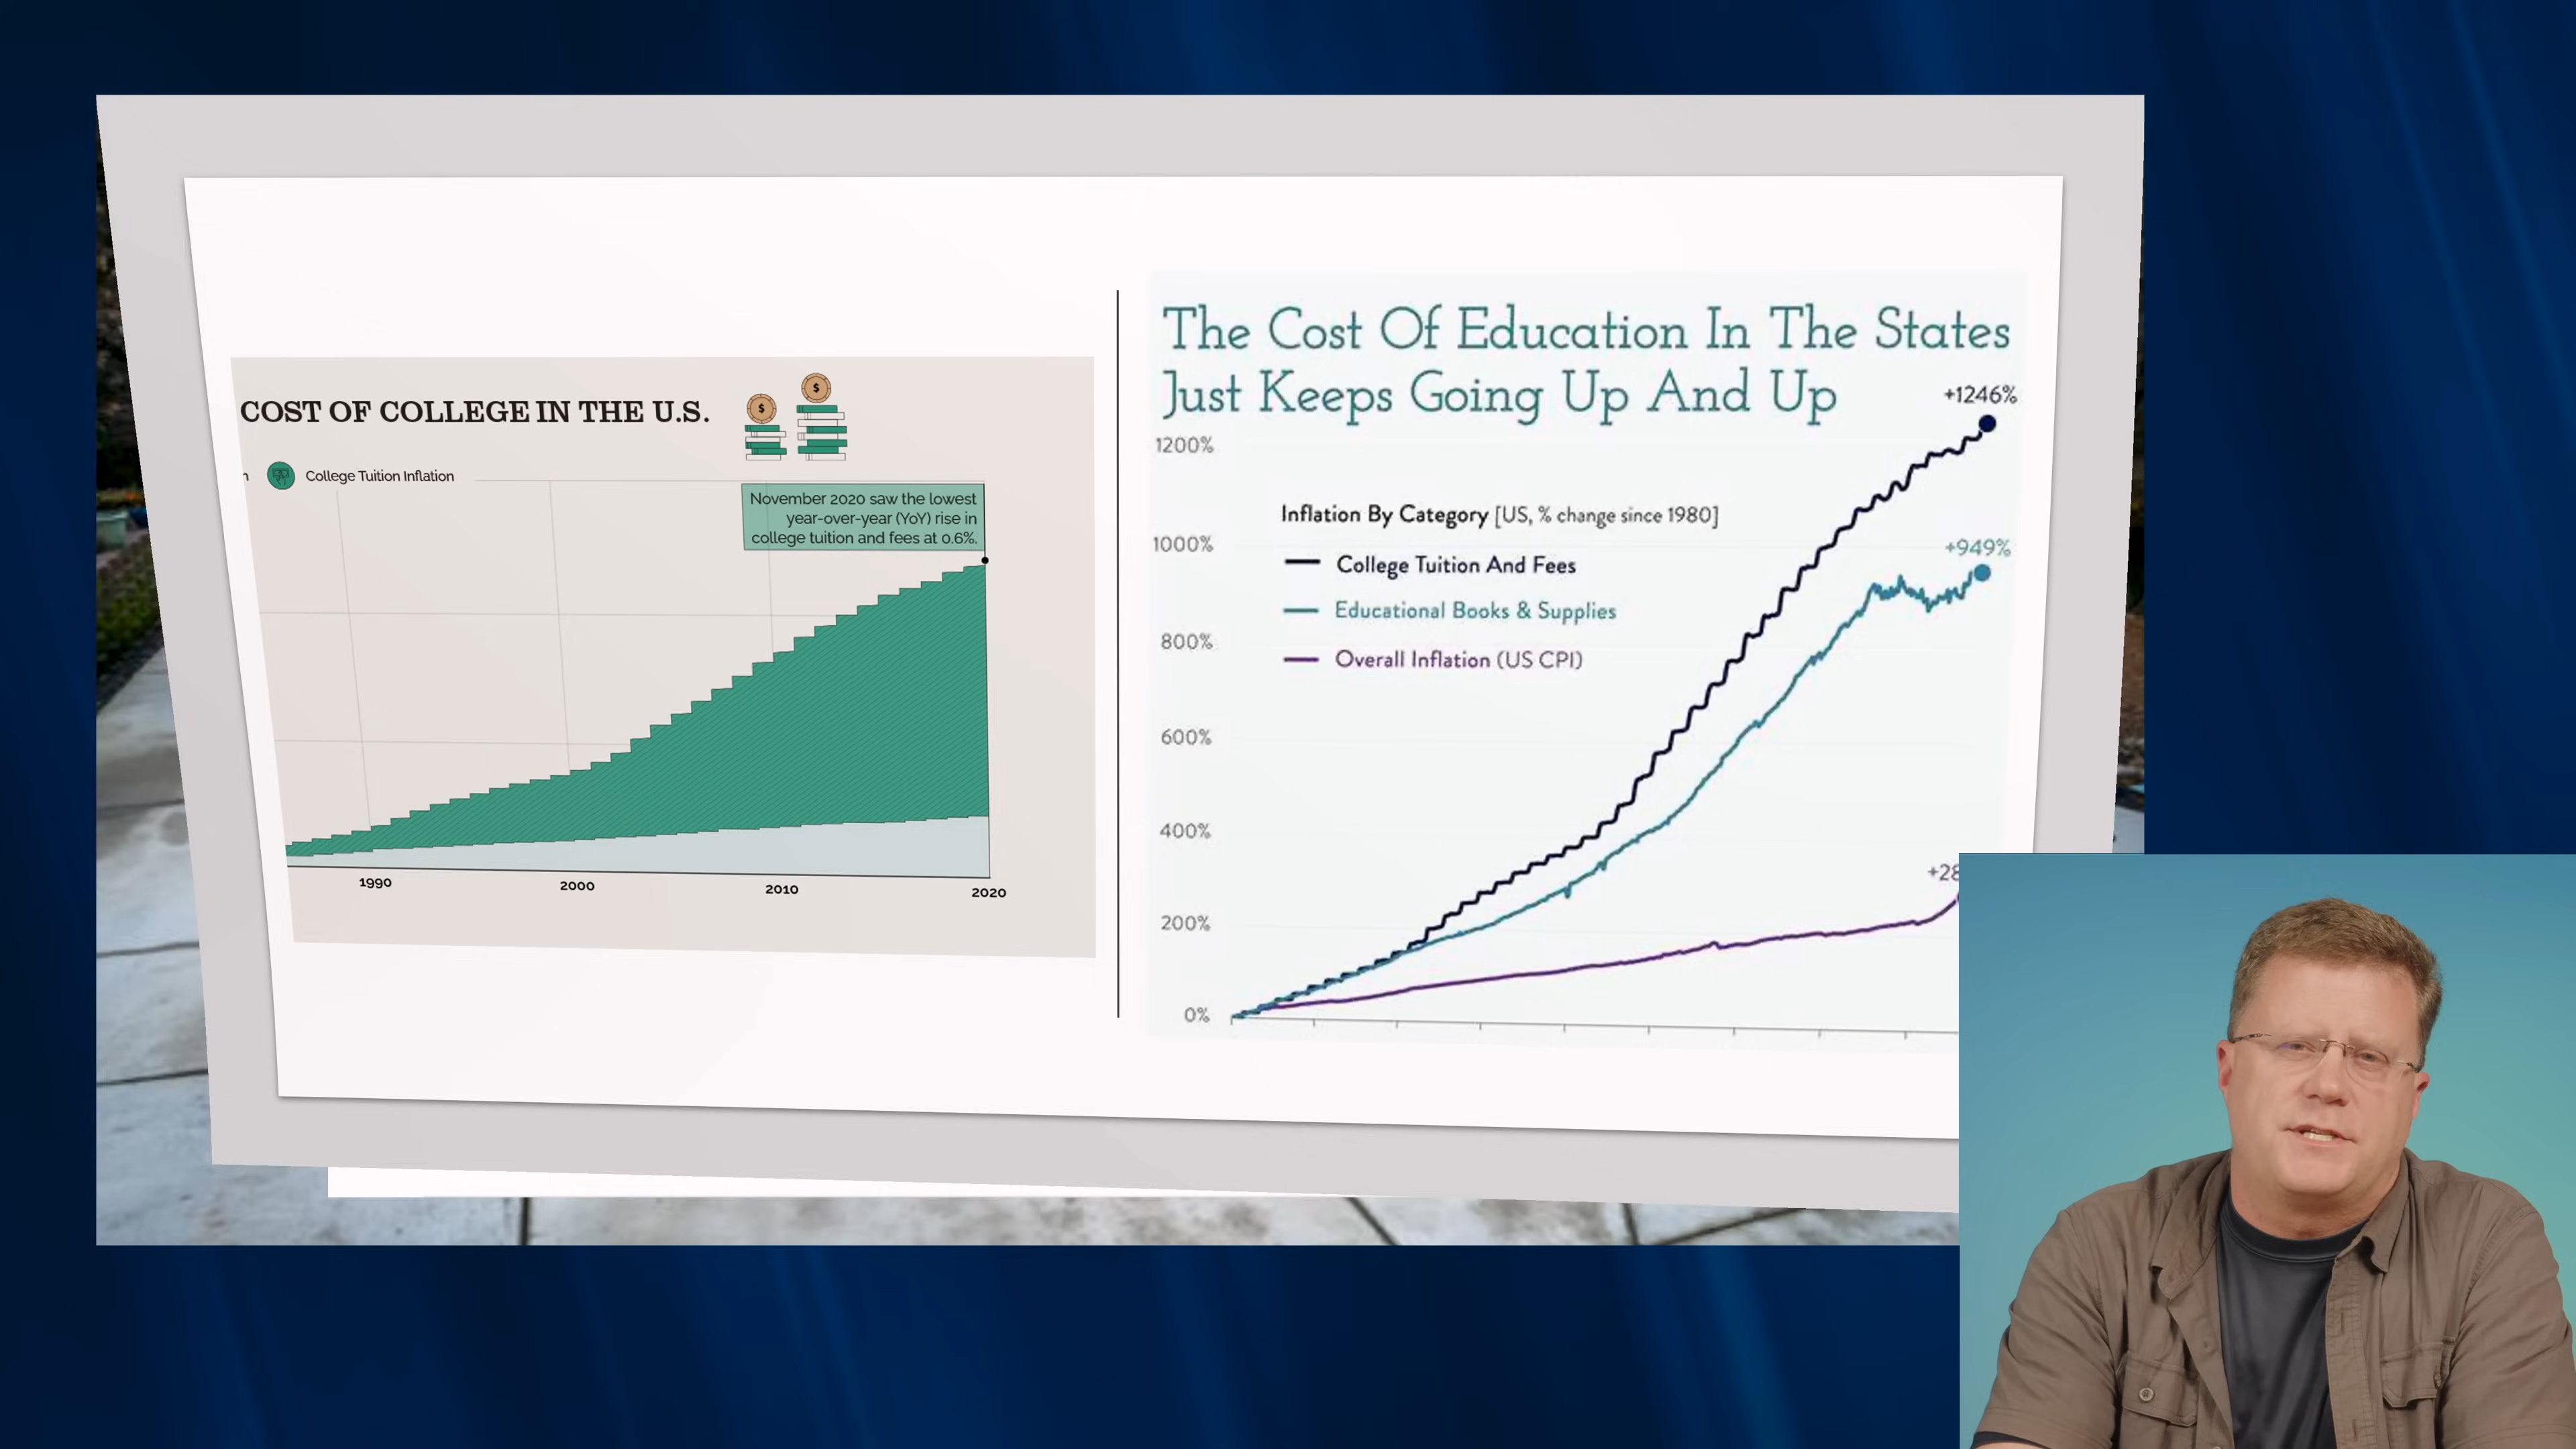 COST OF COLLEGE IN THE U.S.
$
$
College Tuition Inflation
November 2020 saw the lowest
year-over-year (YoY) rise in
college tuition and fees at 0.6%.
1990
2000
2010
2020
The Cost Of Education In The States
Just Keeps Going Up And Up
+1246%
1200%
Inflation By Category [US, % change since 1980]
1000%
+949%
College Tuition And Fees
Educational Books & Supplies
800%
Overall Inflation (US CPI)
600%
400%
+28
200%
0%